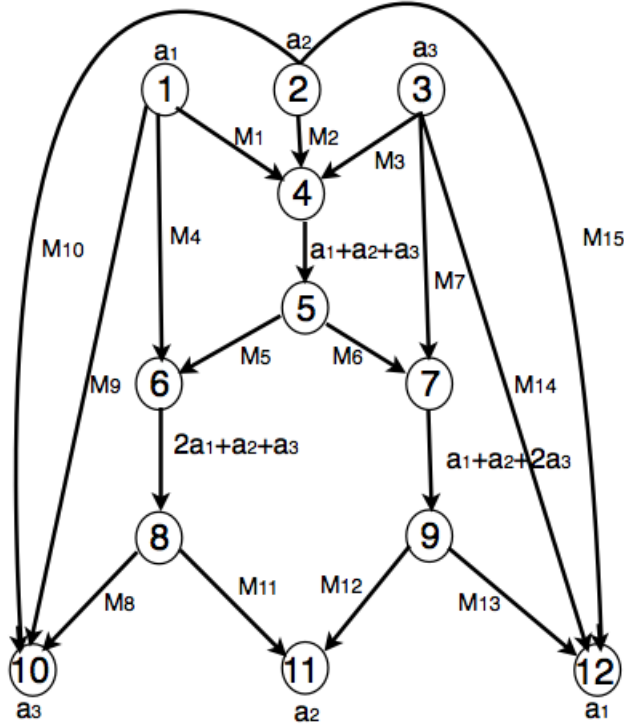 a1 a2 a3
1 2 3
M1 M2 M3
4
M10 M4 a1+a2+a3 M15
M7
5
M9 M5 M6 M14
6 7
2a1+a2+a3 a1+a2+2a3
8 9
M8 M11 M12 M13
10 11 12
a3 a2 a1